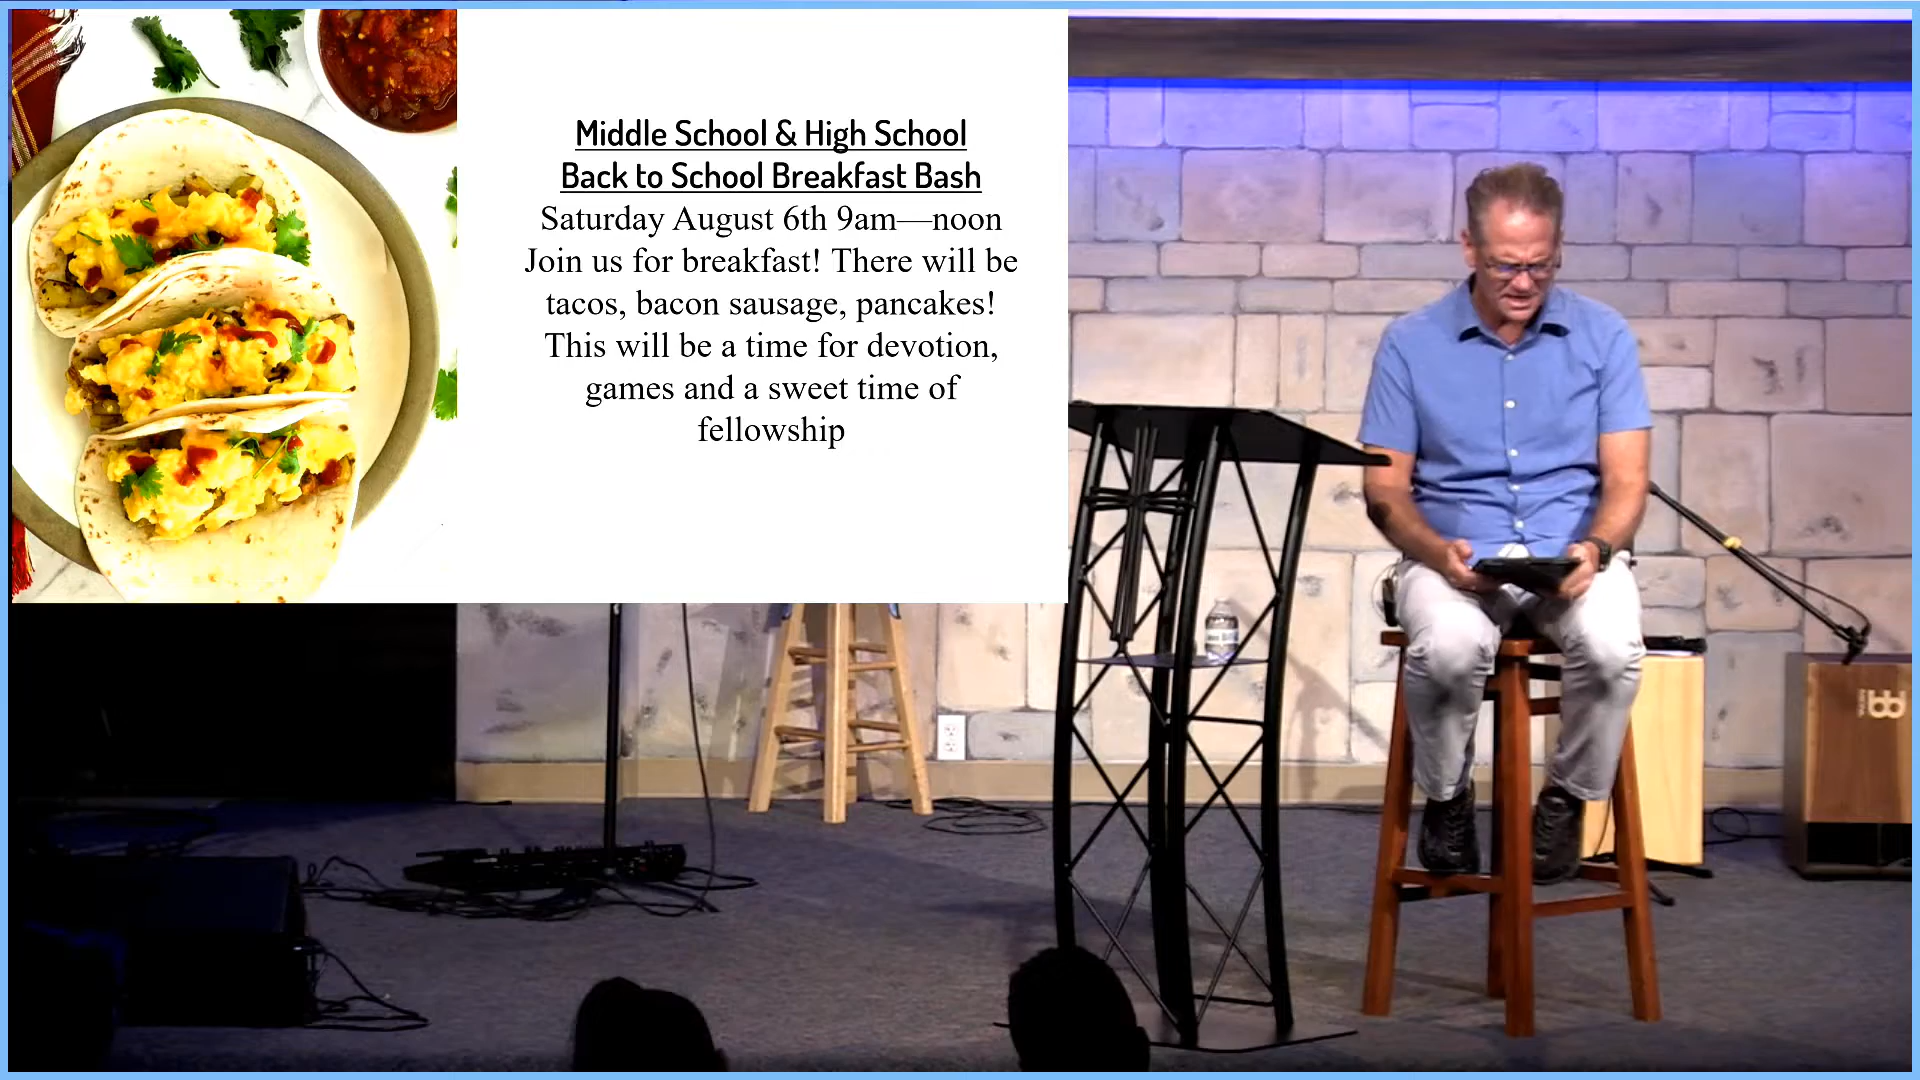 Middle School & High School
Back to School Breakfast Bash
Saturday August 6th 9am—noon
Join us for breakfast! There will be
tacos, bacon sausage, pancakes!
This will be a time for devotion,
games and a sweet time of
fellowship